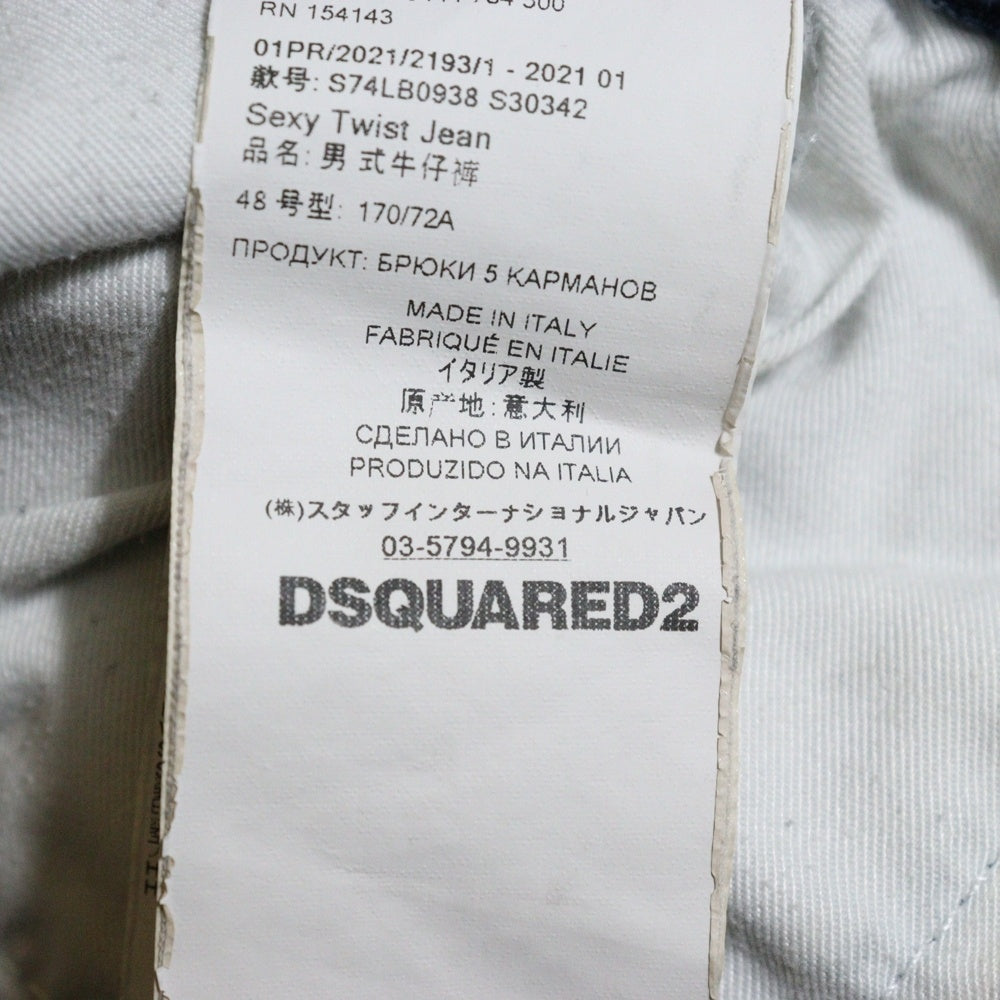 RN 154143
01PR/2021/2193/1 - 2021 01
款号: S74LB0938 S30342
Sexy Twist Jean
品名: 男式牛仔裤
48 号型: 170/72A
ПРОДУКТ: БРЮКИ 5 КАРМАНОВ
MADE IN ITALY
FABRIQUÉ EN ITALIE
イタリア製
原产地: 意大利
СДЕЛАНО В ИТАЛИИ
PRODUZIDO NA ITALIA
(株)スタッフインターナショナルジャパン
03-5794-9931
DSQUARED2